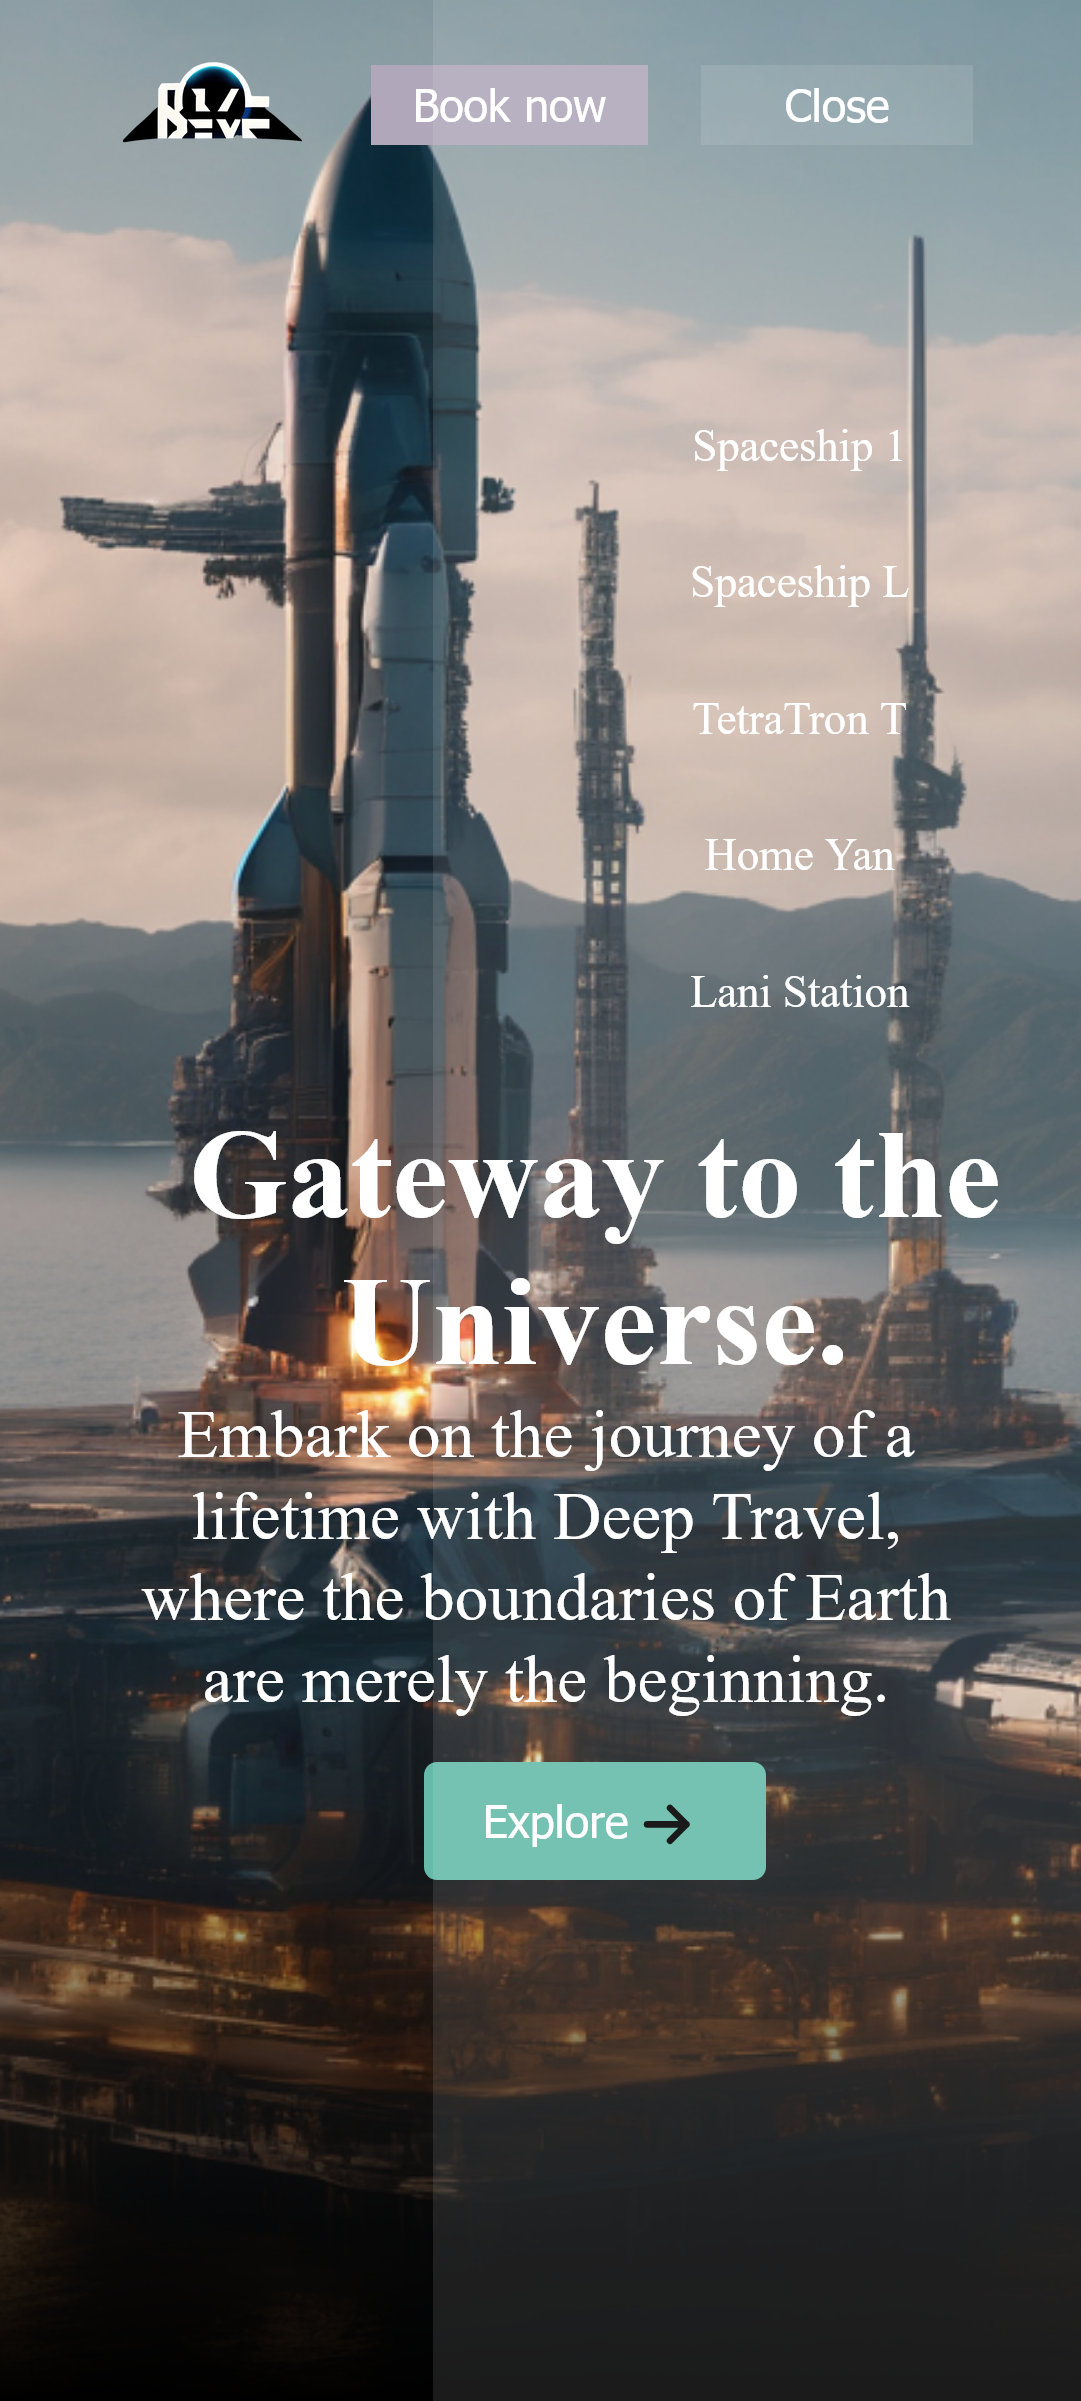 Book now
Close
Spaceship 1
Spaceship L
TetraTron T
Home Yan
Lani Station
Gateway to the
Universe.
Embark on the journey of a
lifetime with Deep Travel,
where the boundaries of Earth
are merely the beginning.
Explore